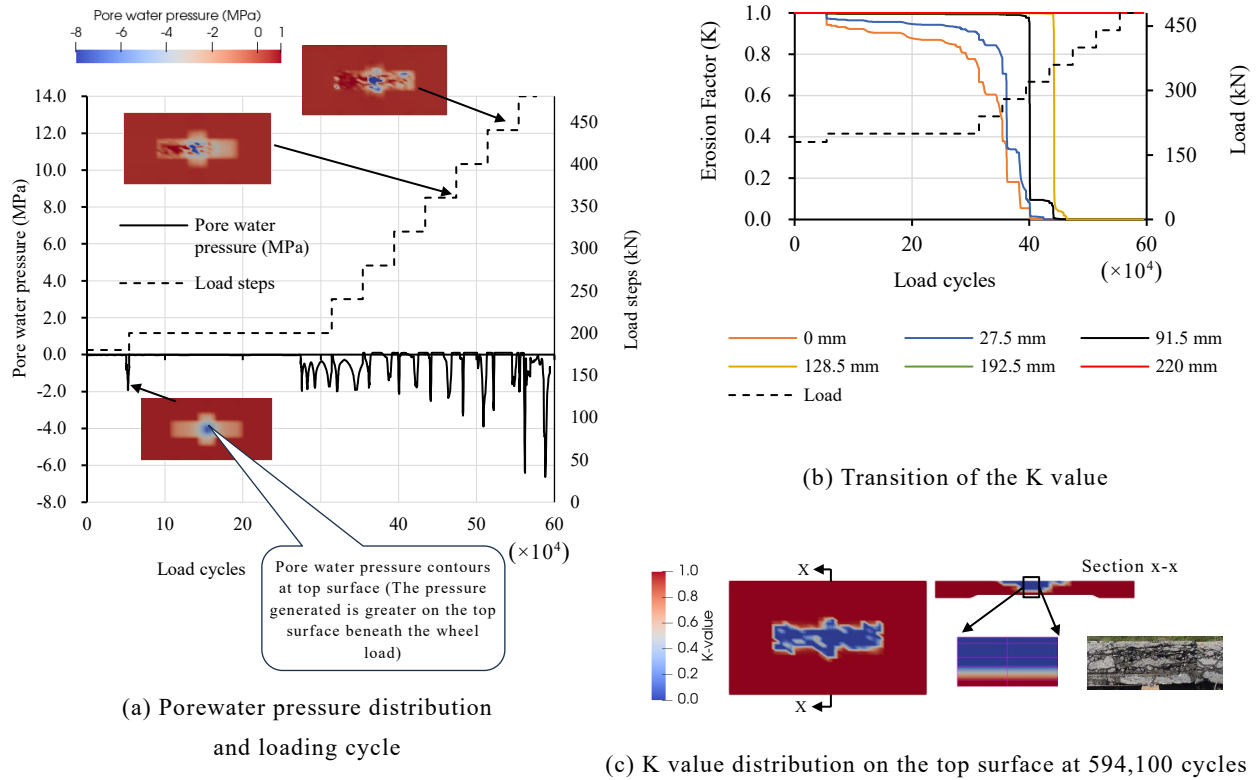 Pore water pressure (MPa)
−8 −6 −4 −2 0 1
14.0
12.0
10.0
8.0
6.0
4.0
2.0
0.0
-2.0
-4.0
-6.0
-8.0
Pore water pressure (MPa)
Pore water
pressure (MPa)
Load steps
450
400
350
300
250
200
150
100
50
0
Load steps (kN)
0 10 20 40 50 60
(×10⁴)
Load cycles
Pore water pressure contours
at top surface (The pressure
generated is greater on the top
surface beneath the wheel
load)
(a) Porewater pressure distribution
and loading cycle
1.0
0.8
0.6
0.4
0.2
0.0
Erosion Factor (K)
450
300
150
0
Load (kN)
0 20 40 60
Load cycles
(×10⁴)
0 mm 27.5 mm 91.5 mm
128.5 mm 192.5 mm 220 mm
Load
(b) Transition of the K value
1.0
0.8
0.6
0.4
0.2
0.0
K-value
X
X
Section x-x
(c) K value distribution on the top surface at 594,100 cycles